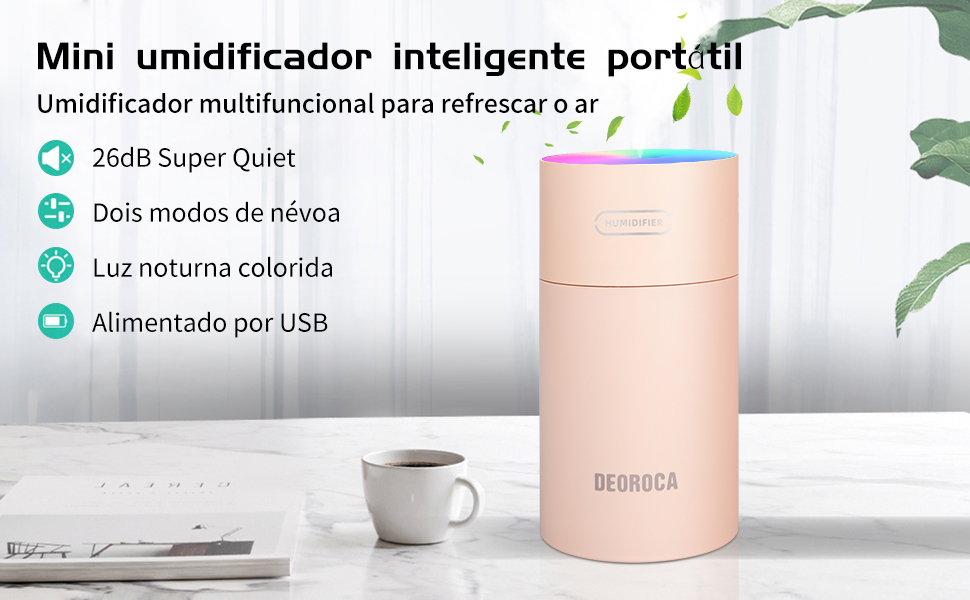 Mini umidificador inteligente portátil
Umidificador multifuncional para refrescar o ar
26dB Super Quiet
Dois modos de névoa
Luz noturna colorida
Alimentado por USB
HUMIDIFIER
DEOROCA
CEREAL